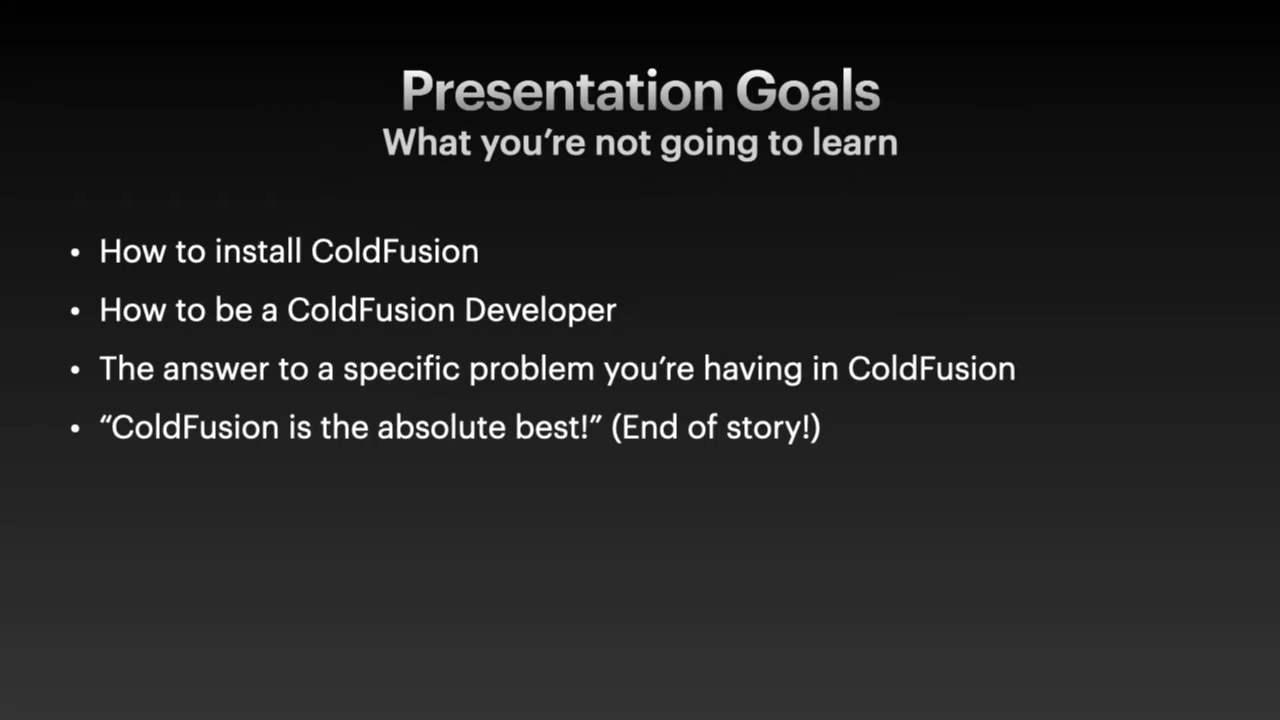 Presentation Goals
What you’re not going to learn
• How to install ColdFusion
• How to be a ColdFusion Developer
• The answer to a specific problem you’re having in ColdFusion
• “ColdFusion is the absolute best!” (End of story!)